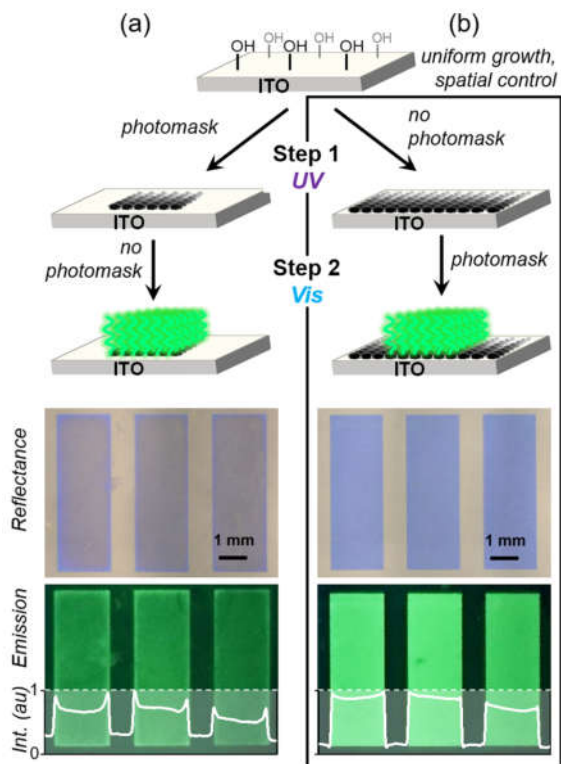 (a)
(b)
OH OH OH OH OH OH
ITO
uniform growth,
spatial control
photomask
no
photomask
Step 1
UV
ITO
ITO
no
photomask
Step 2
Vis
photomask
ITO
ITO
Reflectance
1 mm
1 mm
Emission
Int. (au)
1
0